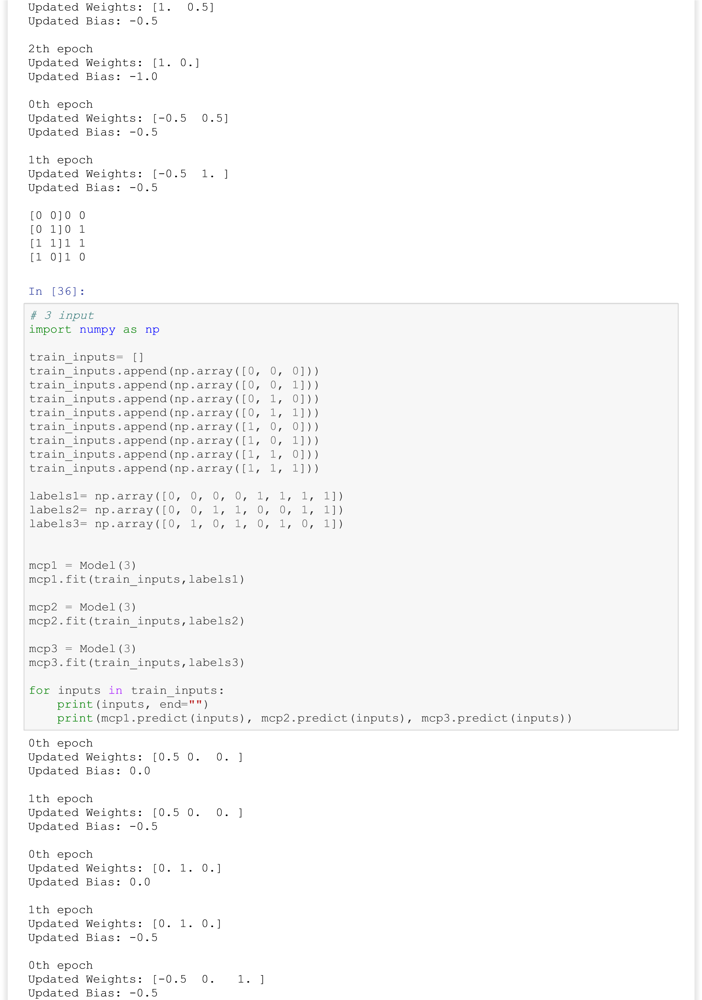 Updated Weights: [1.  0.5]
Updated Bias: -0.5
2th epoch
Updated Weights: [1. 0.]
Updated Bias: -1.0
0th epoch
Updated Weights: [-0.5  0.5]
Updated Bias: -0.5
1th epoch
Updated Weights: [-0.5  1. ]
Updated Bias: -0.5
[0 0]0 0
[0 1]0 1
[1 1]1 1
[1 0]1 0
In [36]:
# 3 input
import numpy as np
train_inputs= []
train_inputs.append(np.array([0, 0, 0]))
train_inputs.append(np.array([0, 0, 1]))
train_inputs.append(np.array([0, 1, 0]))
train_inputs.append(np.array([0, 1, 1]))
train_inputs.append(np.array([1, 0, 0]))
train_inputs.append(np.array([1, 0, 1]))
train_inputs.append(np.array([1, 1, 0]))
train_inputs.append(np.array([1, 1, 1]))
labels1= np.array([0, 0, 0, 0, 1, 1, 1, 1])
labels2= np.array([0, 0, 1, 1, 0, 0, 1, 1])
labels3= np.array([0, 1, 0, 1, 0, 1, 0, 1])
mcp1 = Model(3)
mcp1.fit(train_inputs,labels1)
mcp2 = Model(3)
mcp2.fit(train_inputs,labels2)
mcp3 = Model(3)
mcp3.fit(train_inputs,labels3)
for inputs in train_inputs:
    print(inputs, end="")
    print(mcp1.predict(inputs), mcp2.predict(inputs), mcp3.predict(inputs))
0th epoch
Updated Weights: [0.5 0.  0. ]
Updated Bias: 0.0
1th epoch
Updated Weights: [0.5 0.  0. ]
Updated Bias: -0.5
0th epoch
Updated Weights: [0. 1. 0.]
Updated Bias: 0.0
1th epoch
Updated Weights: [0. 1. 0.]
Updated Bias: -0.5
0th epoch
Updated Weights: [-0.5  0.   1. ]
Updated Bias: -0.5